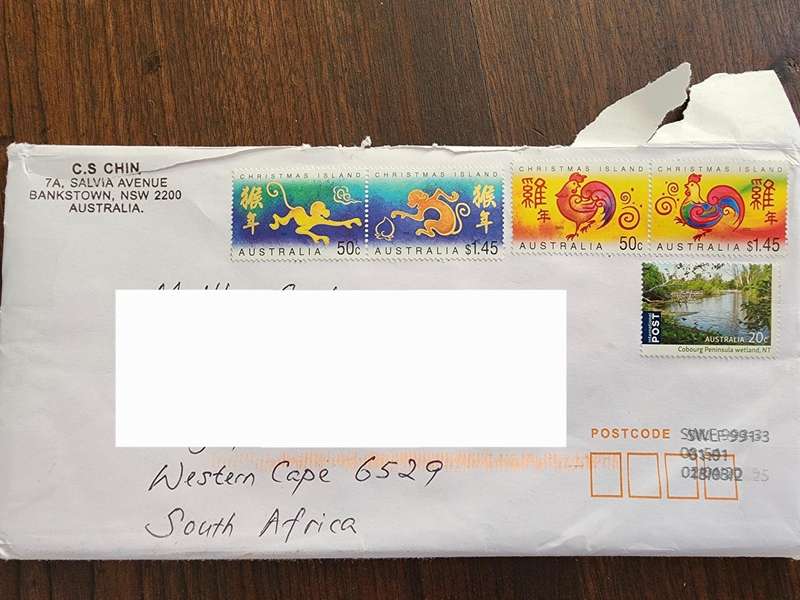 C.S CHIN,
7A, SALVIA AVENUE
BANKSTOWN, NSW 2200
AUSTRALIA.
CHRISTMAS ISLAND
猴年
50c
AUSTRALIA
CHRISTMAS ISLAND
猴年
AUSTRALIA $1.45
CHRISTMAS ISLAND
雞年
AUSTRALIA 50c
CHRISTMAS ISLAND
雞年
AUSTRALIA $1.45
POST
AUSTRALIA 20c
Cobourg Peninsula wetland, NT
POSTCODE
Western Cape 6529
South Africa